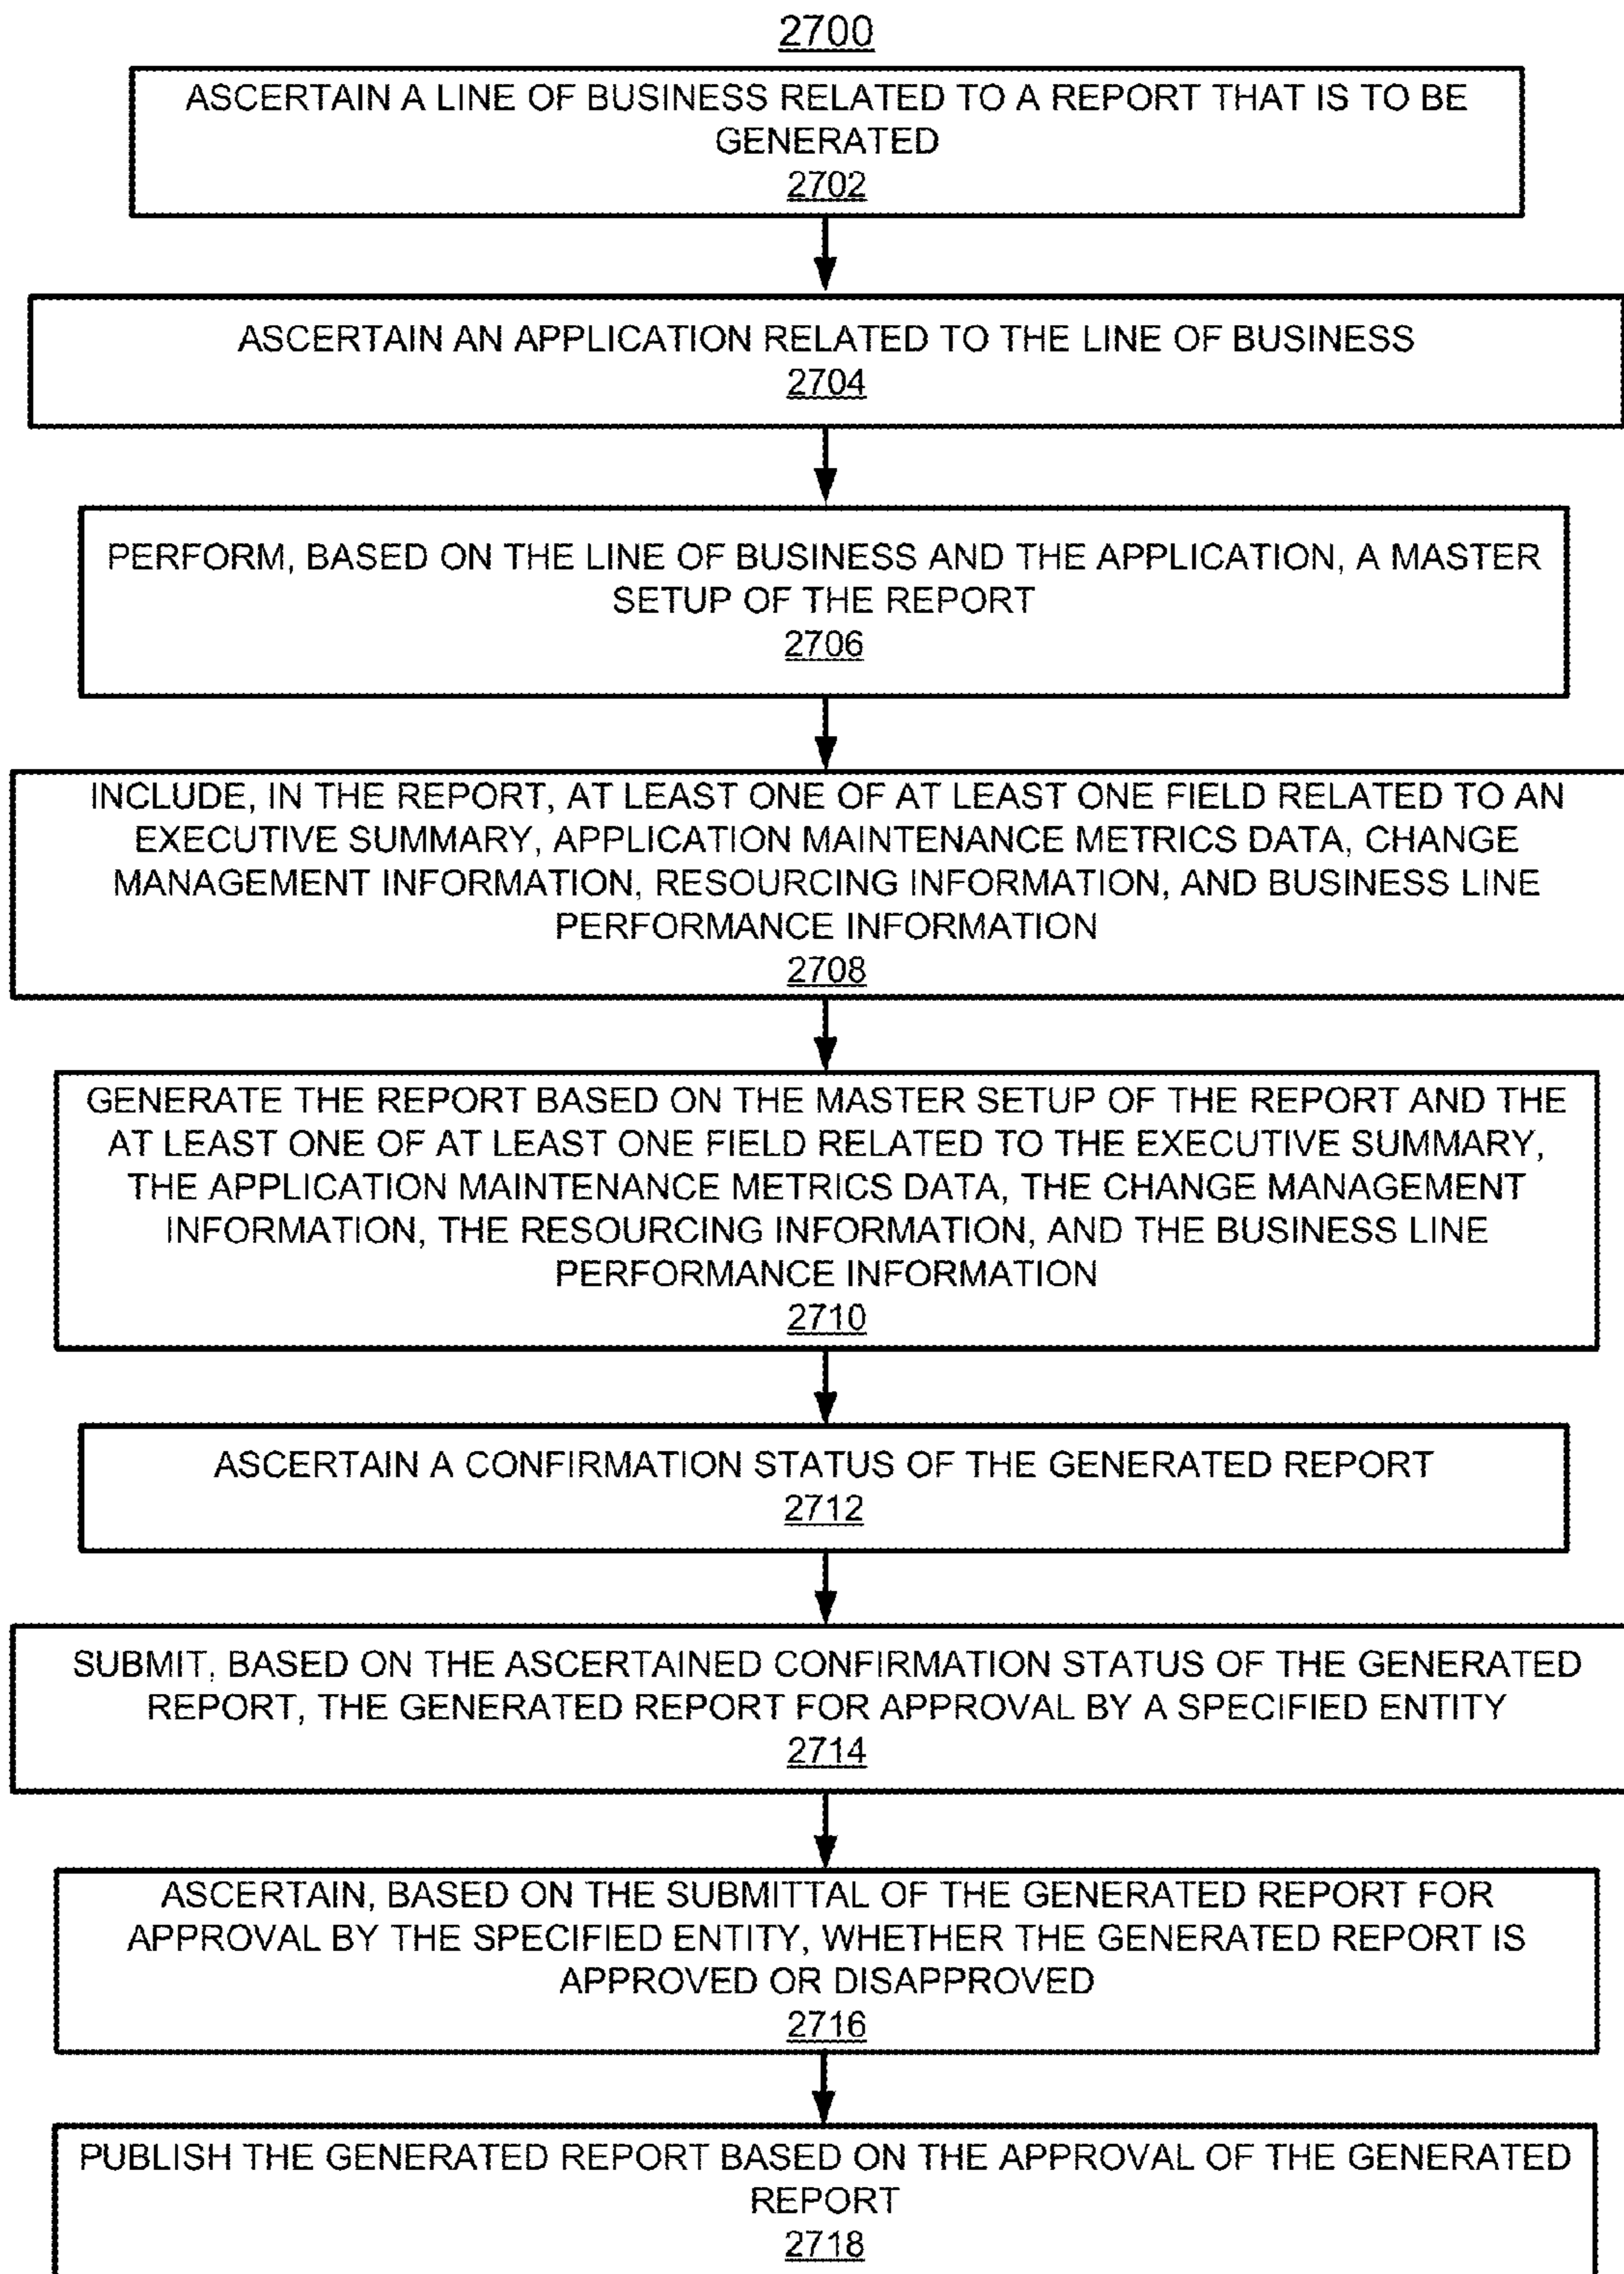 2700
ASCERTAIN A LINE OF BUSINESS RELATED TO A REPORT THAT IS TO BE
GENERATED
2702
ASCERTAIN AN APPLICATION RELATED TO THE LINE OF BUSINESS
2704
PERFORM, BASED ON THE LINE OF BUSINESS AND THE APPLICATION, A MASTER
SETUP OF THE REPORT
2706
INCLUDE, IN THE REPORT, AT LEAST ONE OF AT LEAST ONE FIELD RELATED TO AN
EXECUTIVE SUMMARY, APPLICATION MAINTENANCE METRICS DATA, CHANGE
MANAGEMENT INFORMATION, RESOURCING INFORMATION, AND BUSINESS LINE
PERFORMANCE INFORMATION
2708
GENERATE THE REPORT BASED ON THE MASTER SETUP OF THE REPORT AND THE
AT LEAST ONE OF AT LEAST ONE FIELD RELATED TO THE EXECUTIVE SUMMARY,
THE APPLICATION MAINTENANCE METRICS DATA, THE CHANGE MANAGEMENT
INFORMATION, THE RESOURCING INFORMATION, AND THE BUSINESS LINE
PERFORMANCE INFORMATION
2710
ASCERTAIN A CONFIRMATION STATUS OF THE GENERATED REPORT
2712
SUBMIT, BASED ON THE ASCERTAINED CONFIRMATION STATUS OF THE GENERATED
REPORT, THE GENERATED REPORT FOR APPROVAL BY A SPECIFIED ENTITY
2714
ASCERTAIN, BASED ON THE SUBMITTAL OF THE GENERATED REPORT FOR
APPROVAL BY THE SPECIFIED ENTITY, WHETHER THE GENERATED REPORT IS
APPROVED OR DISAPPROVED
2716
PUBLISH THE GENERATED REPORT BASED ON THE APPROVAL OF THE GENERATED
REPORT
2718